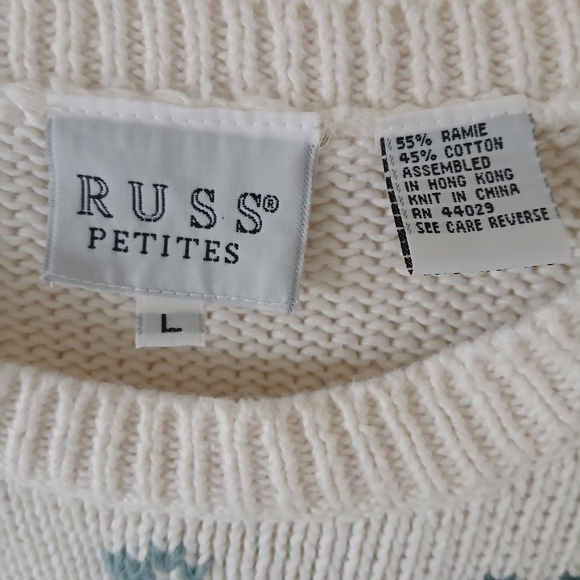 RUSS®
PETITES
L
55% RAMIE
45% COTTON
ASSEMBLED
IN HONG KONG
KNIT IN CHINA
RN 44029
SEE CARE REVERSE